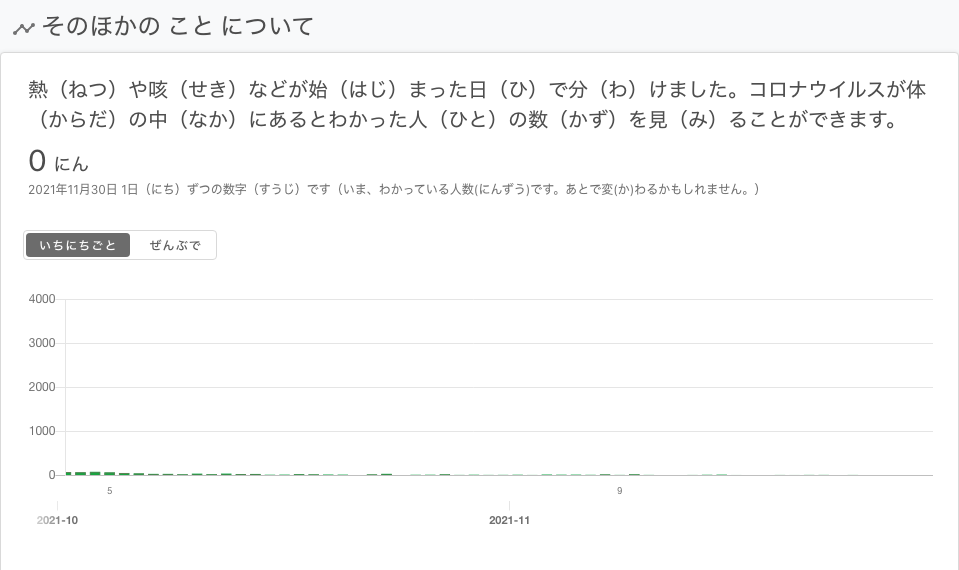 そのほかの こと について
熱（ねつ）や咳（せき）などが始（はじ）まった日（ひ）で分（わ）けました。コロナウイルスが体
（からだ）の中（なか）にあるとわかった人（ひと）の数（かず）を見（み）ることができます。
0 にん
2021年11月30日 1日（にち）ずつの数字（すうじ）です（いま、わかっている人数(にんずう)です。あとで変(か)わるかもしれません。）
いちにちごと ぜんぶで
4000
3000
2000
1000
0
5 9
2021-10 2021-11